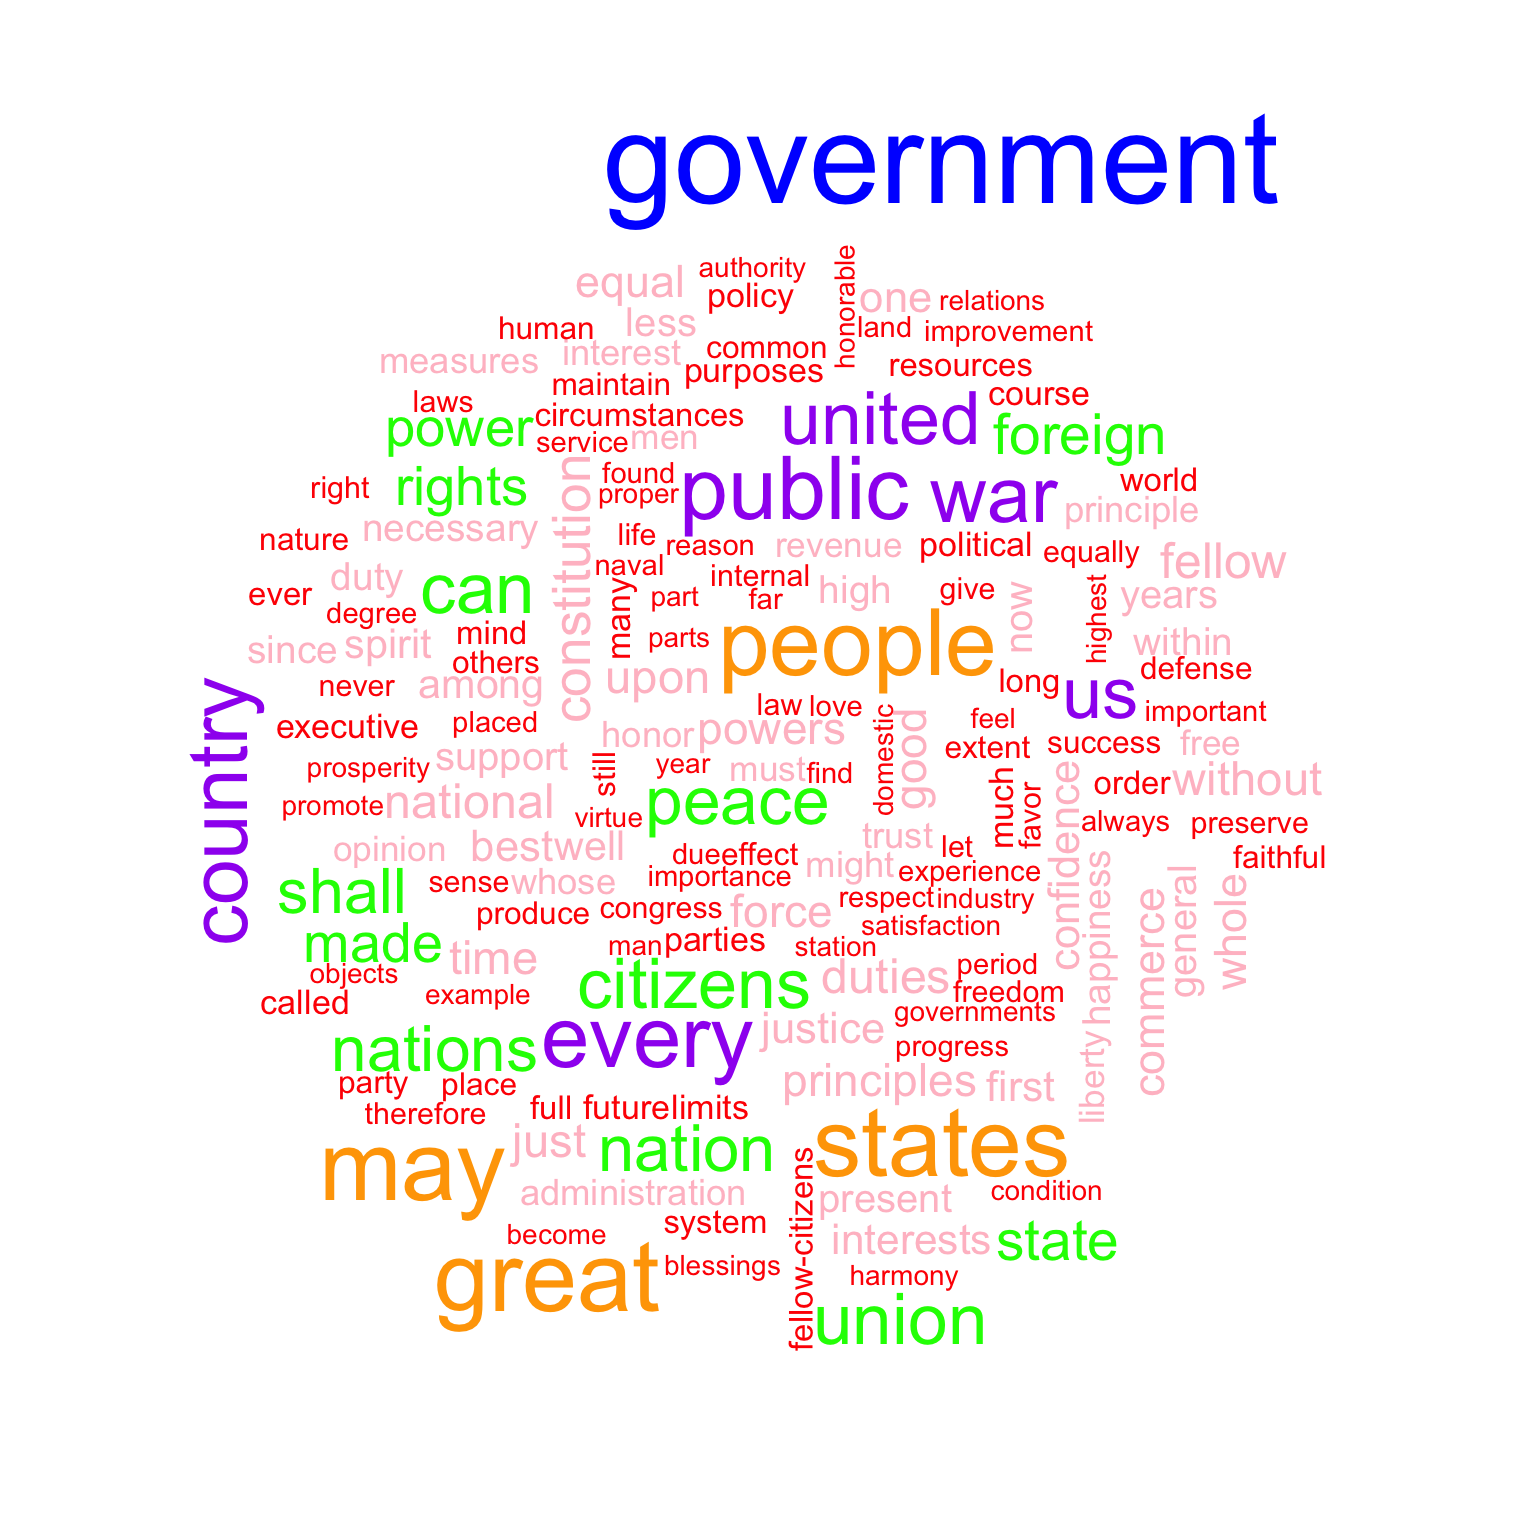 government
authority
equal
honorable
policy
one
relations
human
less
land
improvement
measures
interest
common
purposes
resources
maintain
course
laws
united
power
circumstances
foreign
service
men
public
war
found
world
right
rights
proper
constitution
principle
necessary
life
nature
reason
revenue
political
equally
fellow
naval
internal
duty
can
many
high
give
now
highest
years
ever
part
far
degree
mind
parts
people
since
spirit
within
others
defense
never
among
upon
long
us
important
country
executive
placed
law
love
domestic
feel
honor
powers
good
extent
success
free
support
still
year
must
find
prosperity
much
favor
confidence
order
without
promote
national
peace
virtue
always
preserve
opinion
best
well
trust
let
faithful
due
effect
might
experience
happiness
importance
shall
sense
whose
respect
industry
general
whole
produce
congress
force
satisfaction
commerce
made
time
man
parties
station
objects
citizens
duties
period
called
example
freedom
governments
every
justice
nations
progress
liberty
party
place
principles
first
therefore
full
future
limits
may
just
nation
states
administration
fellow-citizens
present
condition
system
become
interests
state
great
blessings
harmony
union